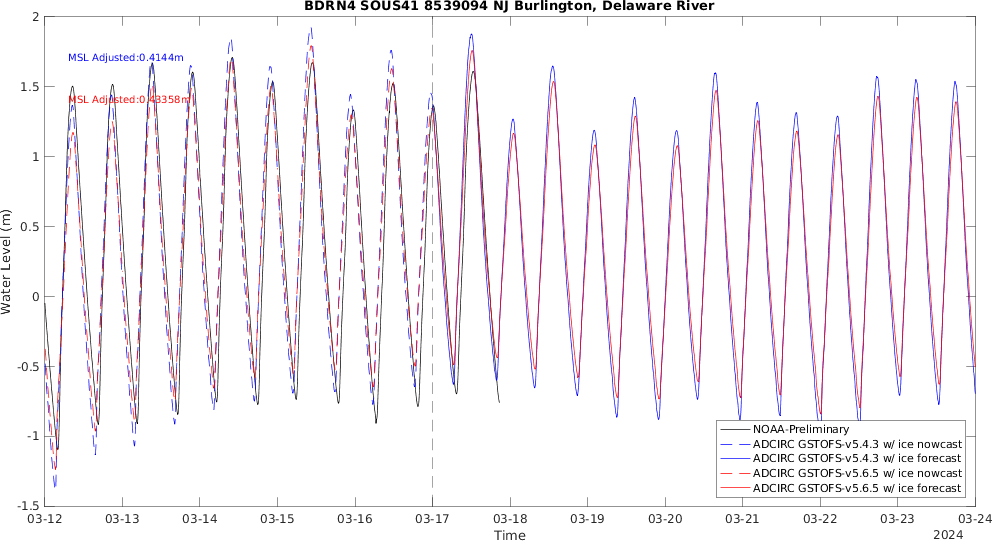 BDRN4 SOUS41 8539094 NJ Burlington, Delaware River
2
1.5
1
0.5
0
-0.5
-1
-1.5
Water Level (m)
MSL Adjusted:0.4144m
MSL Adjusted:0.43358m
NOAA-Preliminary
ADCIRC GSTOFS-v5.4.3 w/ ice nowcast
ADCIRC GSTOFS-v5.4.3 w/ ice forecast
ADCIRC GSTOFS-v5.6.5 w/ ice nowcast
ADCIRC GSTOFS-v5.6.5 w/ ice forecast
03-12 03-13 03-14 03-15 03-16 03-17 03-18 03-19 03-20 03-21 03-22 03-23 03-24
Time
2024